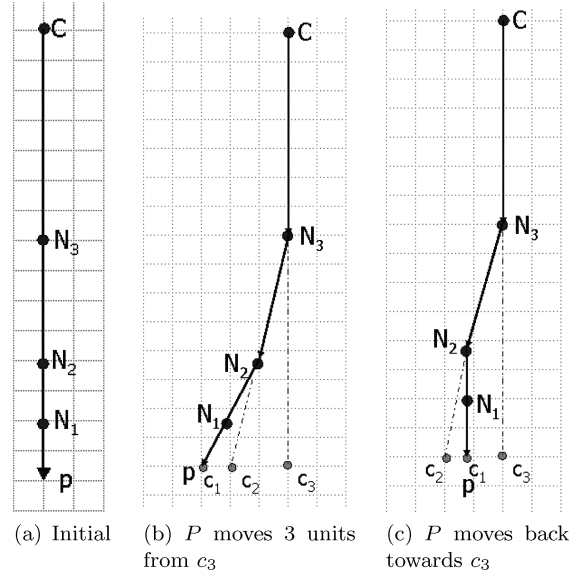 C
N₃
N₂
N₁
p
(a) Initial
C
N₃
N₂
N₁
p
c₁
c₂
c₃
(b) P moves 3 units
from c₃
C
N₃
N₂
N₁
c₂
c₁
c₃
p
(c) P moves back
towards c₃